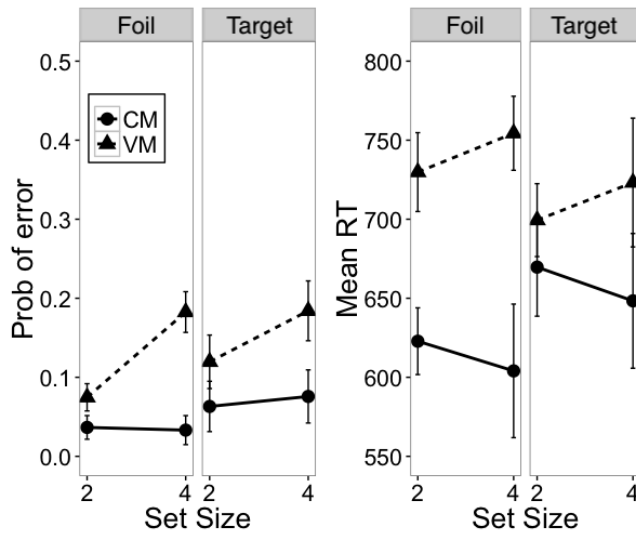 Foil Target
0.5
0.4
0.3
0.2
0.1
0.0
Prob of error
CM
VM
2 4 2 4
Set Size
Foil Target
800
750
700
650
600
550
Mean RT
2 4 2 4
Set Size